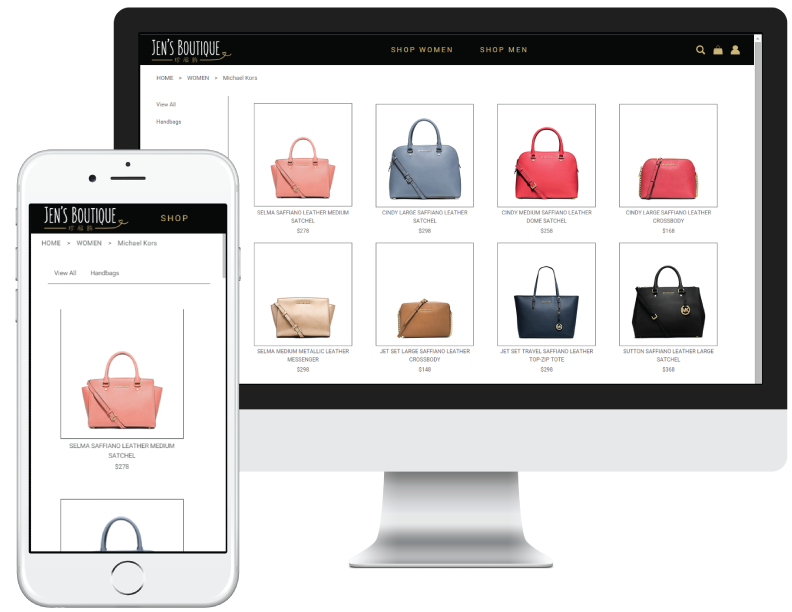 JEN'S BOUTIQUE
SHOP WOMEN
SHOP MEN
HOME > WOMEN > Michael Kors
View All
Handbags
SELMA SAFFIANO LEATHER MEDIUM
SATCHEL
$278
CINDY LARGE SAFFIANO LEATHER
SATCHEL
$298
CINDY MEDIUM SAFFIANO LEATHER
DOME SATCHEL
$258
CINDY LARGE SAFFIANO LEATHER
CROSSBODY
$168
SELMA MEDIUM METALLIC LEATHER
MESSENGER
$298
JET SET LARGE SAFFIANO LEATHER
CROSSBODY
$148
JET SET TRAVEL SAFFIANO LEATHER
TOP-ZIP TOTE
$298
SUTTON SAFFIANO LEATHER LARGE
SATCHEL
$368
JEN'S BOUTIQUE
SHOP
HOME > WOMEN > Michael Kors
View All Handbags
SELMA SAFFIANO LEATHER MEDIUM
SATCHEL
$278